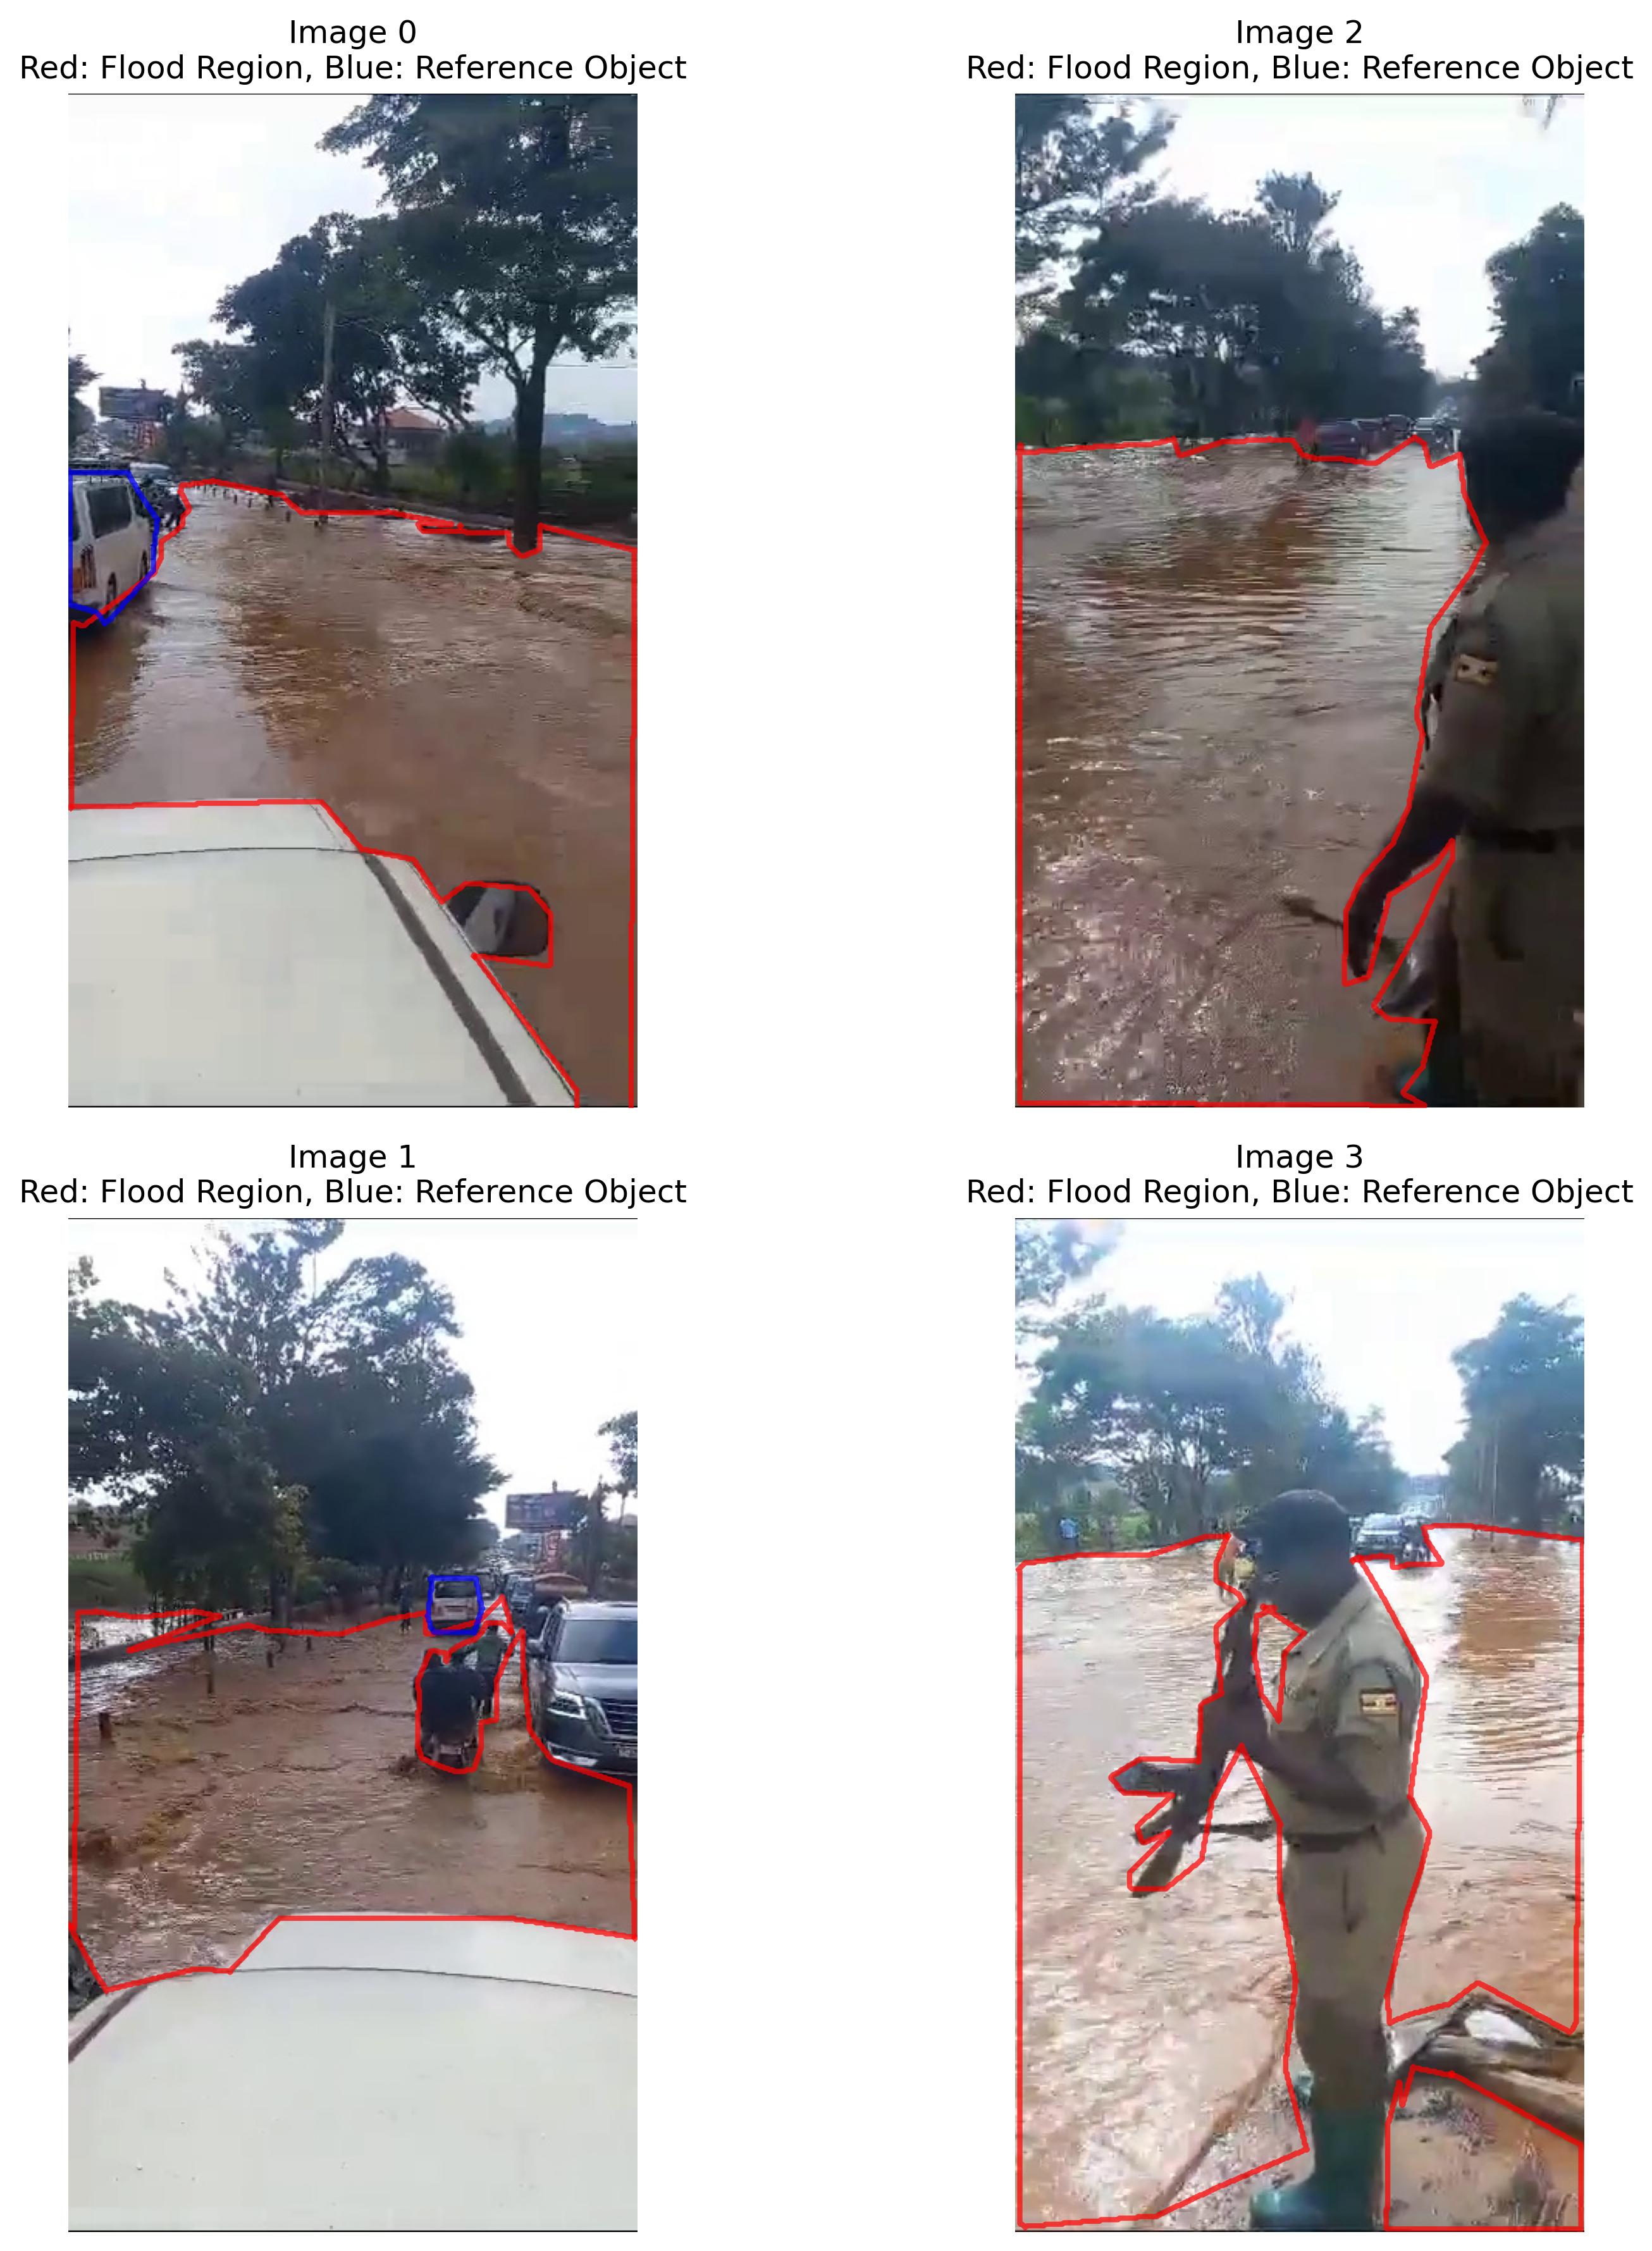 Image 0
Red: Flood Region, Blue: Reference Object
Image 2
Red: Flood Region, Blue: Reference Object
Image 1
Red: Flood Region, Blue: Reference Object
Image 3
Red: Flood Region, Blue: Reference Object